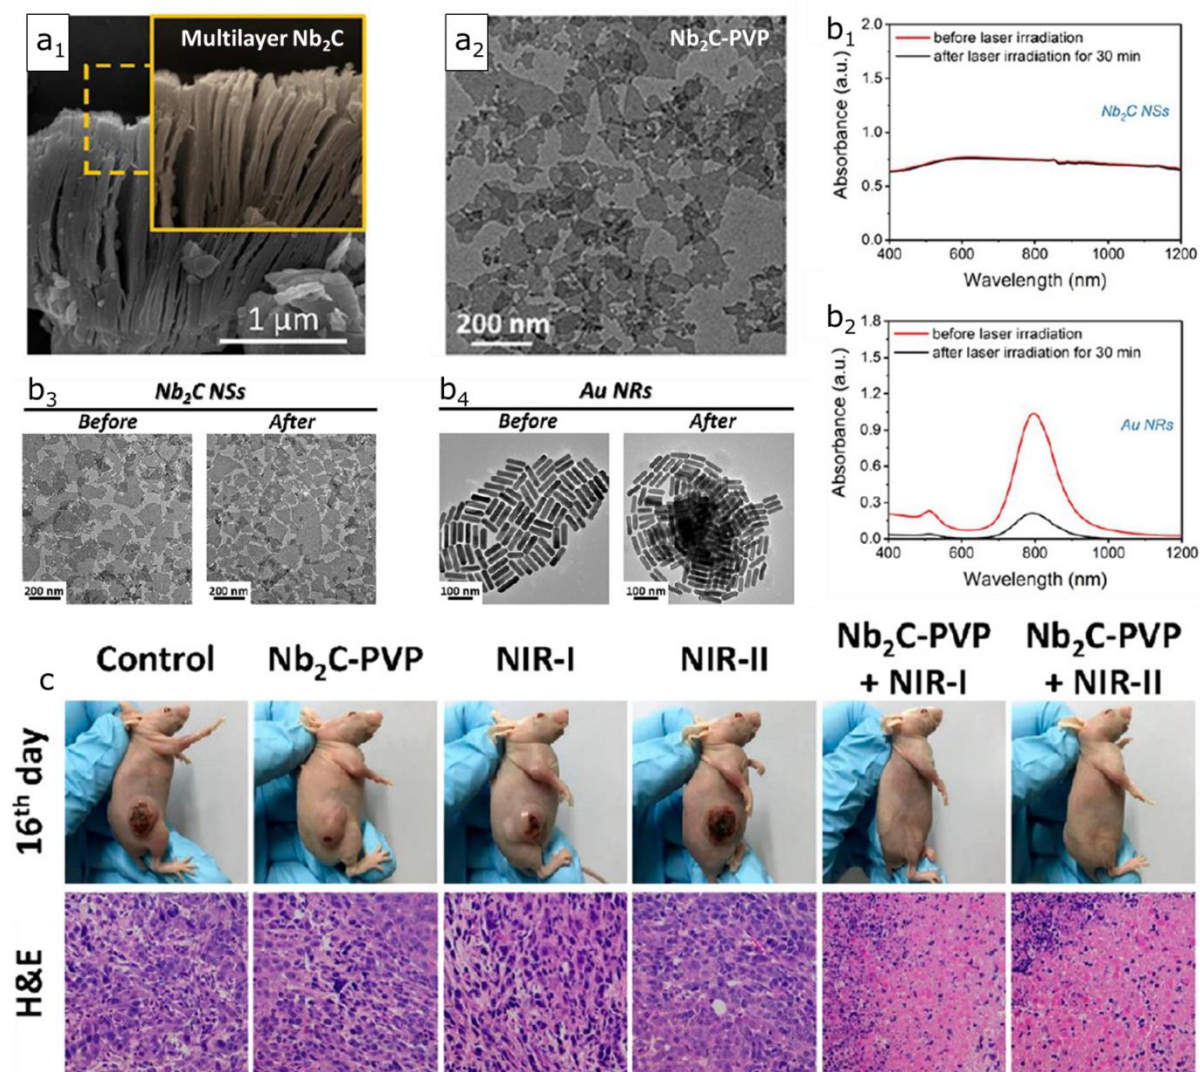 a₁
Multilayer Nb₂C
1 µm
a₂
Nb₂C-PVP
200 nm
b₁
2.0
1.5
1.0
0.5
0.0
400 600 800 1000 1200
Absorbance (a.u.)
Wavelength (nm)
before laser irradiation
after laser irradiation for 30 min
Nb₂C NSs
b₂
1.8
1.5
1.2
0.9
0.6
0.3
0.0
400 600 800 1000 1200
Absorbance (a.u.)
Wavelength (nm)
before laser irradiation
after laser irradiation for 30 min
Au NRs
b₃
Nb₂C NSs
Before After
200 nm 200 nm
b₄
Au NRs
Before After
100 nm 100 nm
c
Control Nb₂C-PVP NIR-I NIR-II Nb₂C-PVP Nb₂C-PVP
+ NIR-I + NIR-II
16th day
H&E